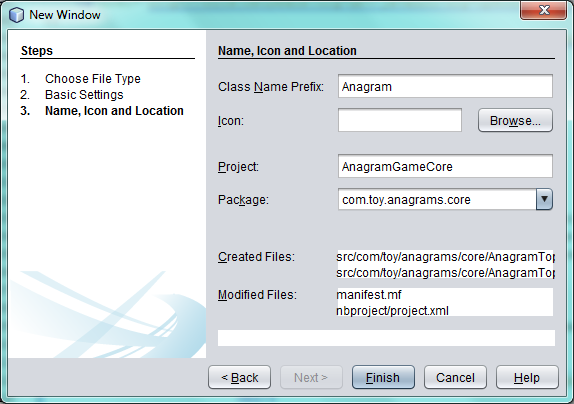 New Window
Steps
1. Choose File Type
2. Basic Settings
3. Name, Icon and Location
Name, Icon and Location
Class Name Prefix: Anagram
Icon: Browse...
Project: AnagramGameCore
Package: com.toy.anagrams.core
Created Files: src/com/toy/anagrams/core/AnagramTop
src/com/toy/anagrams/core/AnagramTop
Modified Files: manifest.mf
nbproject/project.xml
< Back Next > Finish Cancel Help